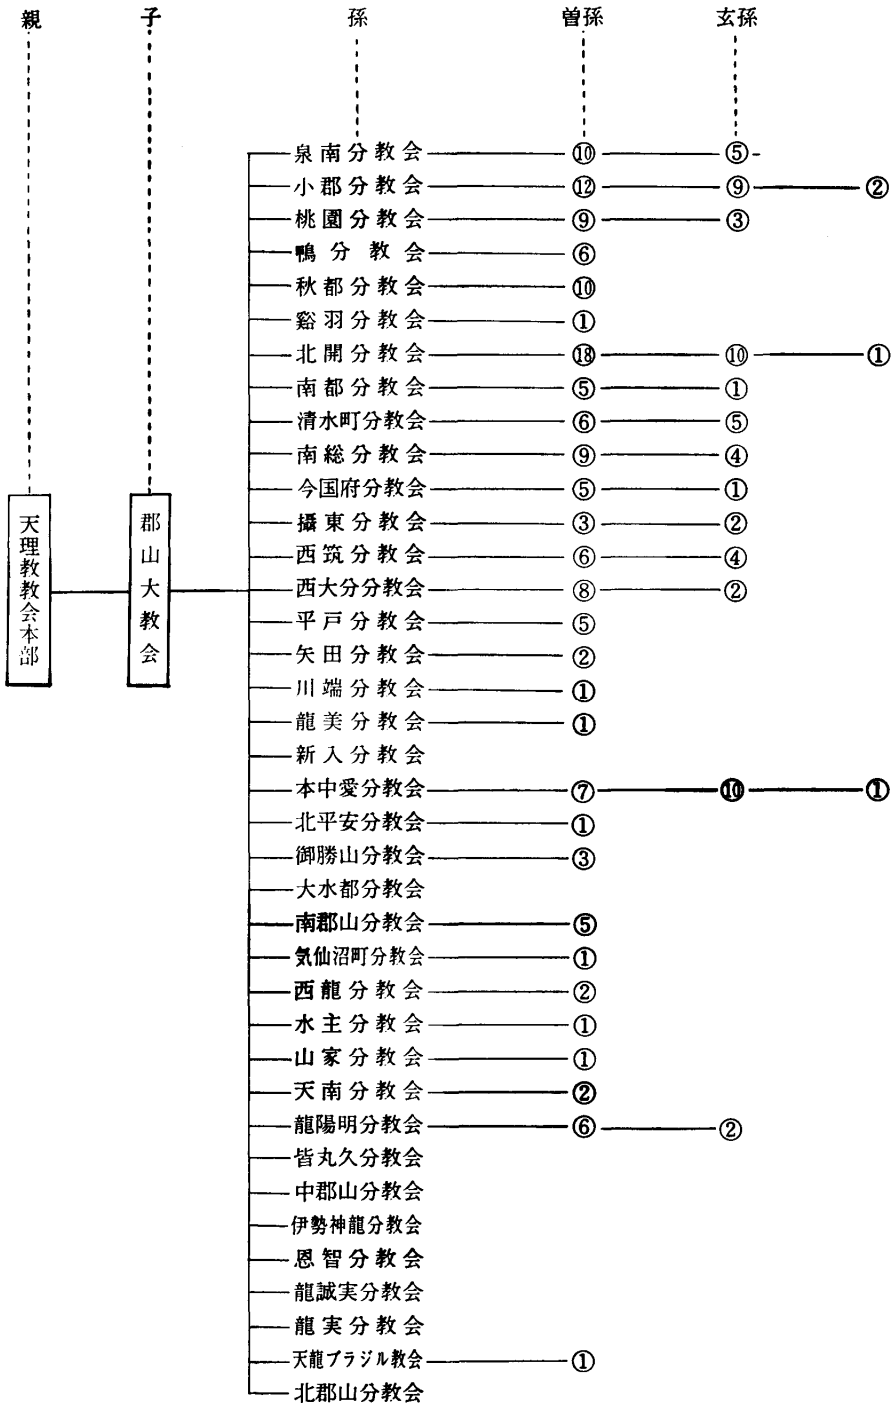 親 子 孫 曽孫 玄孫
天理教教会本部
郡山大教会
泉南分教会 ⑩ ⑤
小郡分教会 ⑫ ⑨ ②
桃園分教会 ⑨ ③
鴨分教会 ⑥
秋都分教会 ⑩
谿羽分教会 ①
北開分教会 ⑱ ⑩ ①
南都分教会 ⑤ ①
清水町分教会 ⑥ ⑤
南総分教会 ⑨ ④
今国府分教会 ⑤ ①
攝東分教会 ③ ②
西筑分教会 ⑥ ④
西大分分教会 ⑧ ②
平戸分教会 ⑤
矢田分教会 ②
川端分教会 ①
龍美分教会 ①
新入分教会
本中愛分教会 ⑦ ⑩ ①
北平安分教会 ①
御勝山分教会 ③
大水都分教会
南郡山分教会 ⑤
気仙沼町分教会 ①
西龍分教会 ②
水主分教会 ①
山家分教会 ①
天南分教会 ②
龍陽明分教会 ⑥ ②
皆丸久分教会
中郡山分教会
伊勢神龍分教会
恩智分教会
龍誠実分教会
龍実分教会
天龍ブラジル教会 ①
北郡山分教会